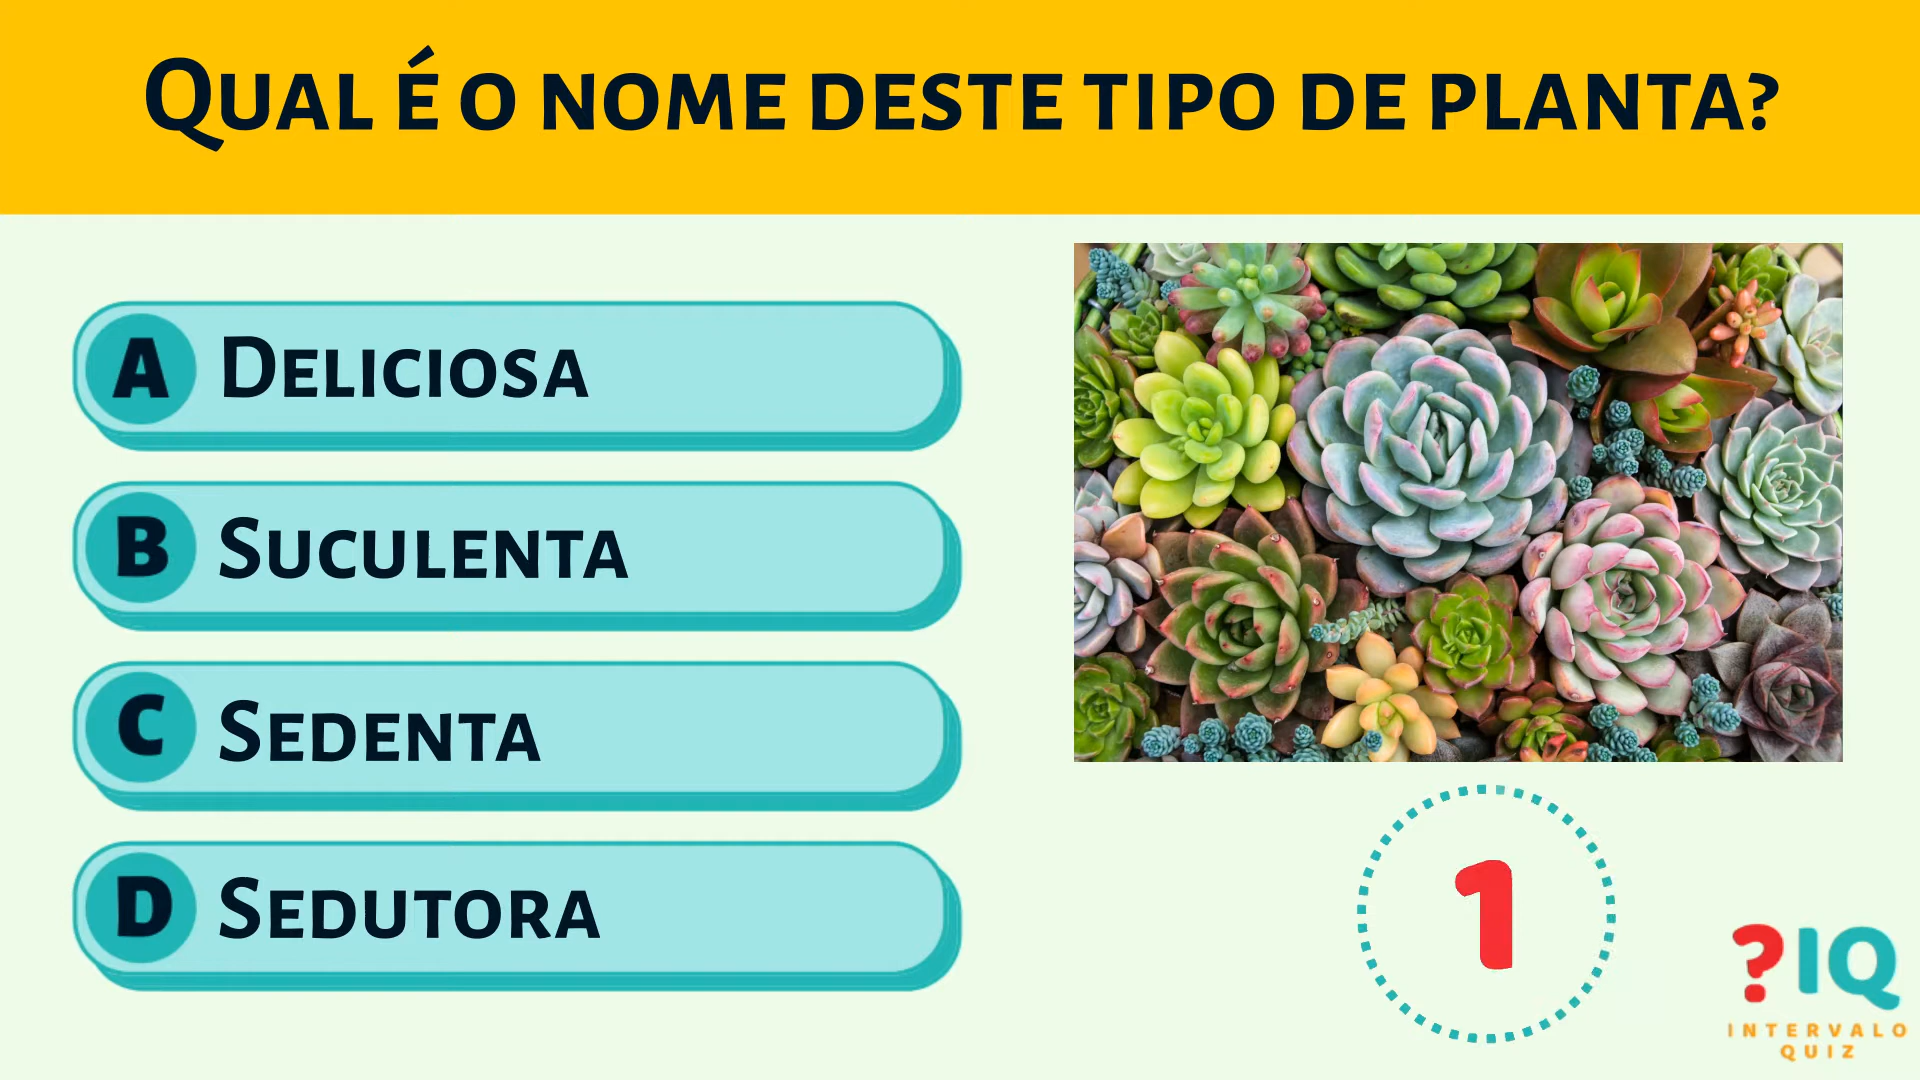 Qual é o nome deste tipo de planta?
A Deliciosa
B Suculenta
C Sedenta
D Sedutora
1
?IQ
INTERVALO
QUIZ